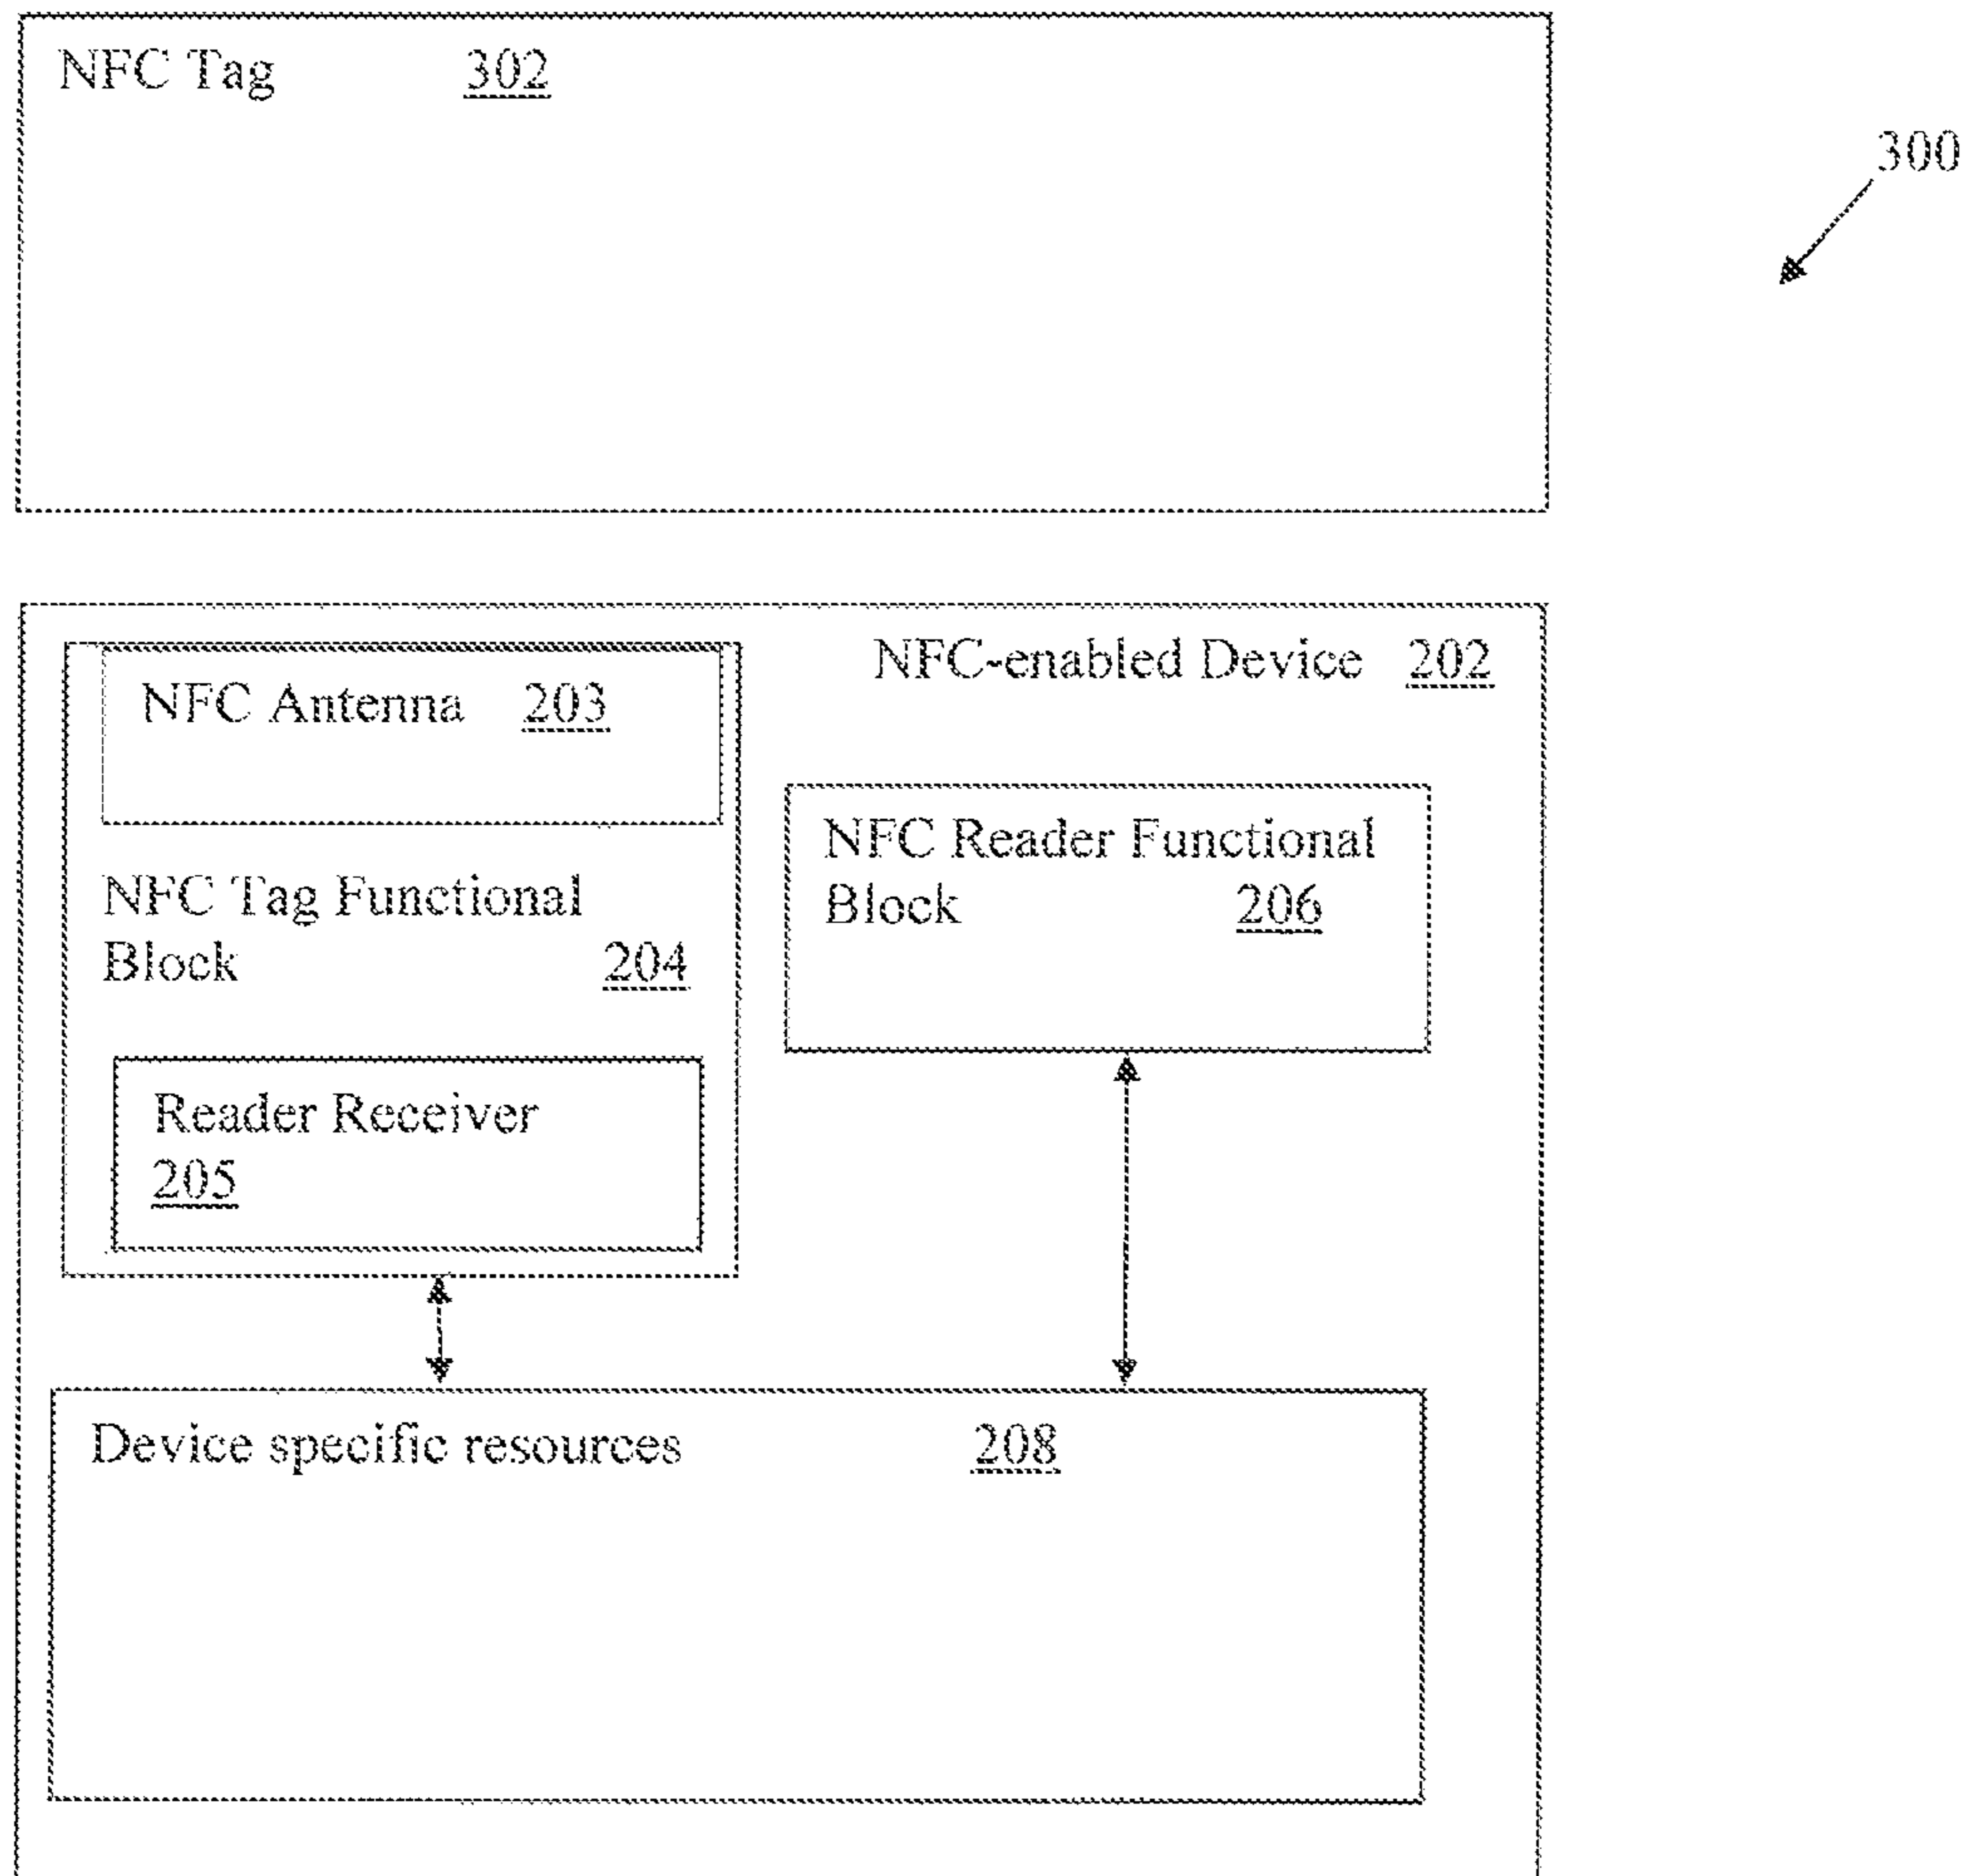 NFC Tag 302
300
NFC-enabled Device 202
NFC Antenna 203
NFC Tag Functional
Block 204
Reader Receiver
205
NFC Reader Functional
Block 206
Device specific resources 208